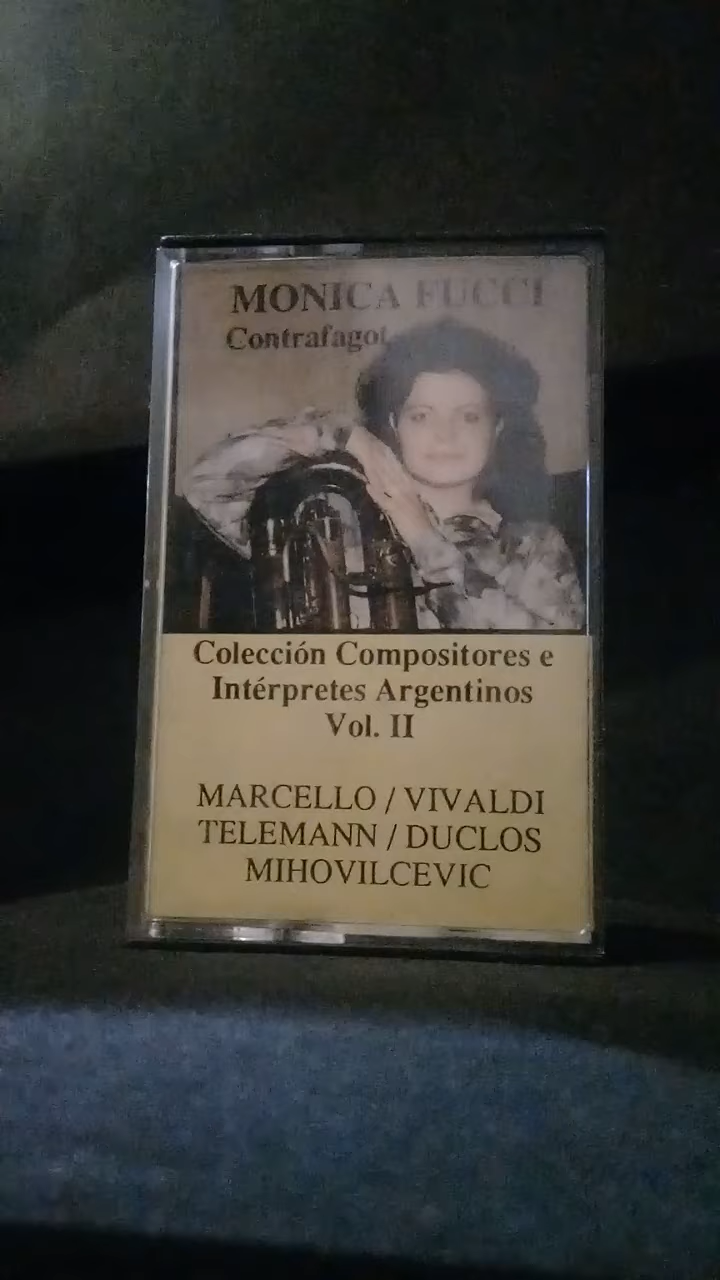 MONICA FUCCI
Contrafagot
Colección Compositores e
Intérpretes Argentinos
Vol. II
MARCELLO / VIVALDI
TELEMANN / DUCLOS
MIHOVILCEVIC